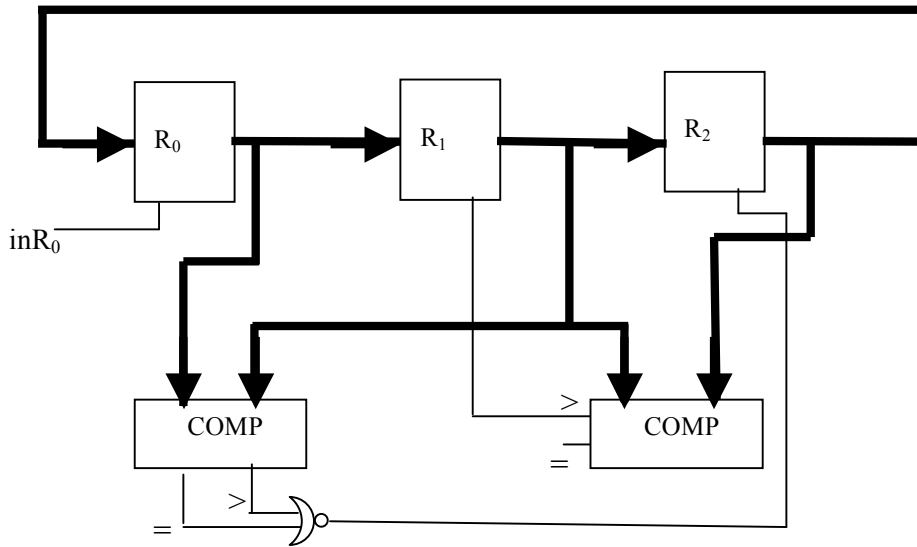 R₀
R₁
R₂
inR₀
COMP
>
=
>
=
COMP